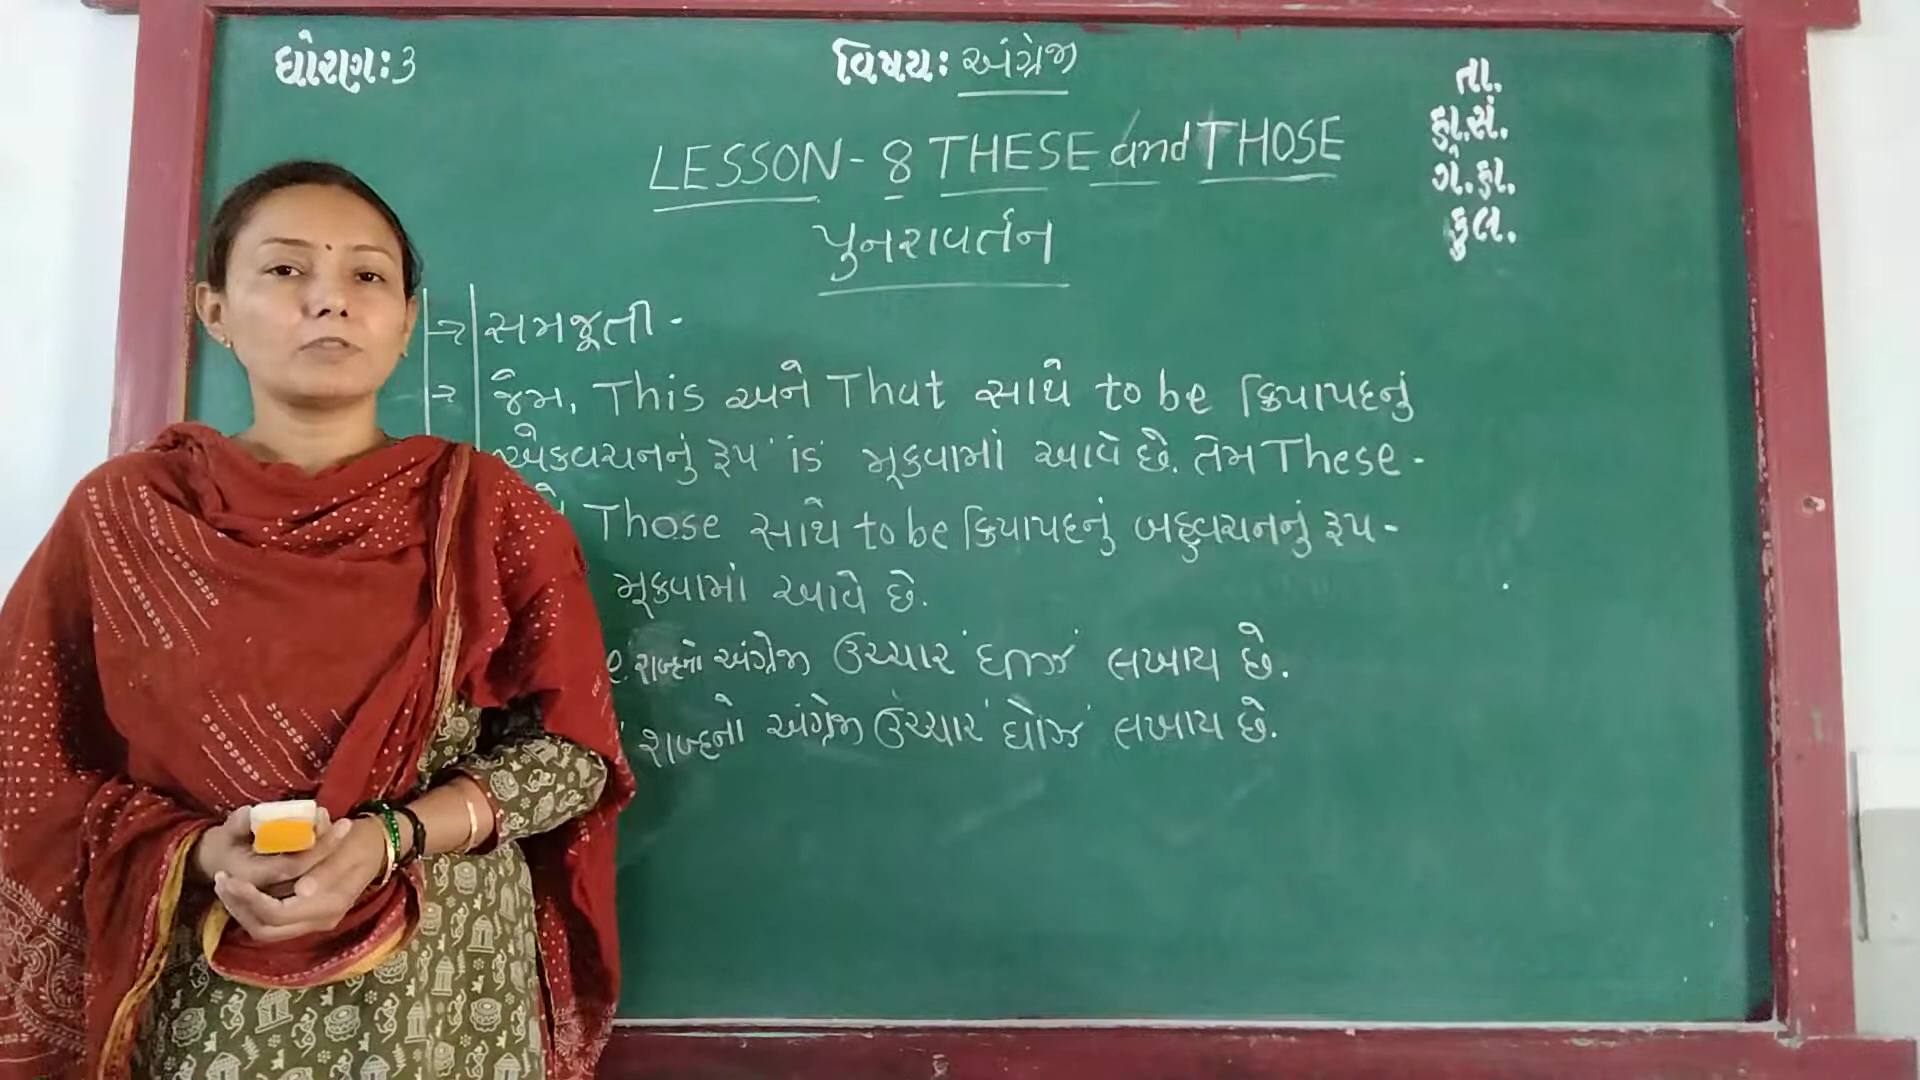 ધોરણ:3
વિષય: અંગ્રેજી
તા.
હા.સં.
ગે.હા.
કુલ.
LESSON - 8 THESE and THOSE
પુનરાવર્તન
→ સમજૂતી -
→ જેમ, This અને That સાથે to be ક્રિયાપદનું
એકવચનનું રૂપ 'is' મૂકવામાં આવે છે. તેમ These -
Those સાથે to be ક્રિયાપદનું બહુવચનનું રૂપ -
મૂકવામાં આવે છે.
શબ્દનો અંગ્રેજી ઉચ્ચાર 'ધીઝ' લખાય છે.
શબ્દનો અંગ્રેજી ઉચ્ચાર 'ધોઝ' લખાય છે.